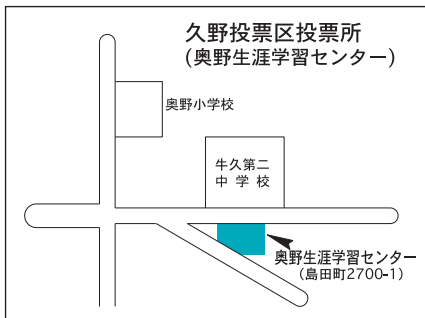 久野投票区投票所
(奥野生涯学習センター)
奥野小学校
牛久第二
中学校
奥野生涯学習センター
(島田町2700-1)